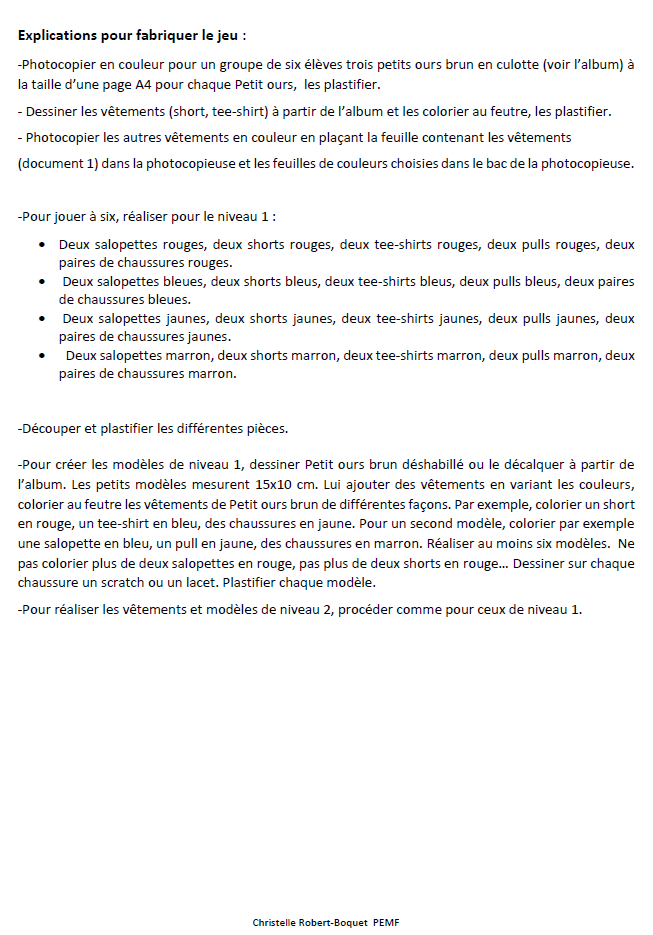 Explications pour fabriquer le jeu :
-Photocopier en couleur pour un groupe de six élèves trois petits ours brun en culotte (voir l’album) à
la taille d’une page A4 pour chaque Petit ours, les plastifier.
- Dessiner les vêtements (short, tee-shirt) à partir de l’album et les colorier au feutre, les plastifier.
- Photocopier les autres vêtements en couleur en plaçant la feuille contenant les vêtements
(document 1) dans la photocopieuse et les feuilles de couleurs choisies dans le bac de la photocopieuse.
-Pour jouer à six, réaliser pour le niveau 1 :
• Deux salopettes rouges, deux shorts rouges, deux tee-shirts rouges, deux pulls rouges, deux
paires de chaussures rouges.
• Deux salopettes bleues, deux shorts bleus, deux tee-shirts bleus, deux pulls bleus, deux paires
de chaussures bleues.
• Deux salopettes jaunes, deux shorts jaunes, deux tee-shirts jaunes, deux pulls jaunes, deux
paires de chaussures jaunes.
• Deux salopettes marron, deux shorts marron, deux tee-shirts marron, deux pulls marron, deux
paires de chaussures marron.
-Découper et plastifier les différentes pièces.
-Pour créer les modèles de niveau 1, dessiner Petit ours brun déshabillé ou le décalquer à partir de
l’album. Les petits modèles mesurent 15x10 cm. Lui ajouter des vêtements en variant les couleurs,
colorier au feutre les vêtements de Petit ours brun de différentes façons. Par exemple, colorier un short
en rouge, un tee-shirt en bleu, des chaussures en jaune. Pour un second modèle, colorier par exemple
une salopette en bleu, un pull en jaune, des chaussures en marron. Réaliser au moins six modèles. Ne
pas colorier plus de deux salopettes en rouge, pas plus de deux shorts en rouge… Dessiner sur chaque
chaussure un scratch ou un lacet. Plastifier chaque modèle.
-Pour réaliser les vêtements et modèles de niveau 2, procéder comme pour ceux de niveau 1.
Christelle Robert-Boquet PEMF